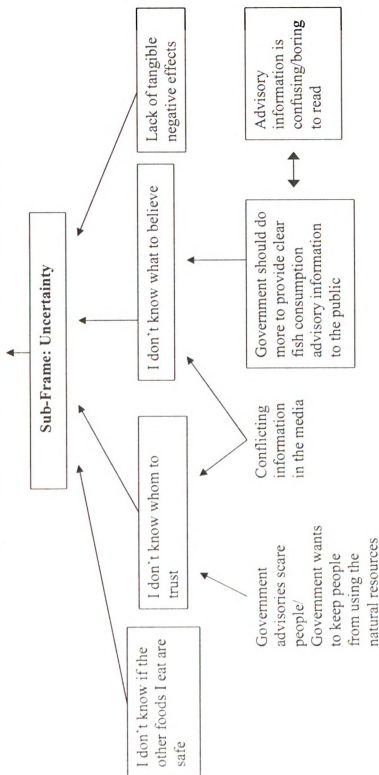 Sub-Frame: Uncertainty
I don't know if the
other foods I eat are
safe
I don't know whom to
trust
I don't know what to believe
Lack of tangible
negative effects
Government
advisories scare
people/
Government wants
to keep people
from using the
natural resources
Conflicting
information
in the media
Government should do
more to provide clear
fish consumption
advisory information
to the public
Advisory
information is
confusing/boring
to read